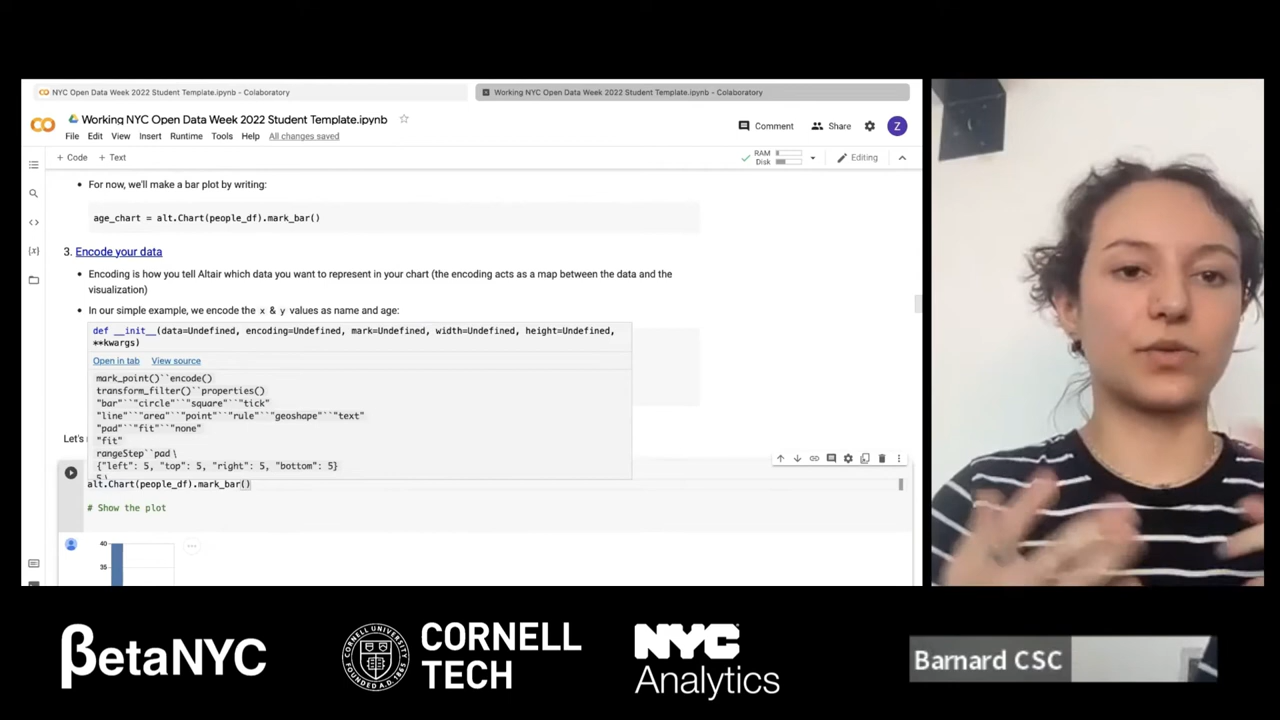 NYC Open Data Week 2022 Student Template.ipynb - Colaboratory
Working NYC Open Data Week 2022 Student Template.ipynb - Colaboratory
Working NYC Open Data Week 2022 Student Template.ipynb
File Edit View Insert Runtime Tools Help All changes saved
Comment Share Z
+ Code + Text
RAM
Disk
Editing
• For now, we'll make a bar plot by writing:
age_chart = alt.Chart(people_df).mark_bar()
3. Encode your data
• Encoding is how you tell Altair which data you want to represent in your chart (the encoding acts as a map between the data and the
visualization)
• In our simple example, we encode the x & y values as name and age:
def __init__(data=Undefined, encoding=Undefined, mark=Undefined, width=Undefined, height=Undefined,
**kwargs)
Open in tab View source
mark_point()``encode()
transform_filter()``properties()
"bar"``"circle"``"square"``"tick"
"line"``"area"``"point"``"rule"``"geoshape"``"text"
"pad"``"fit"``"none"
"fit"
rangeStep``pad\
{"left": 5, "top": 5, "right": 5, "bottom": 5}
Let's
alt.Chart(people_df).mark_bar()
# Show the plot
40
35
βetaNYC
CORNELL UNIVERSITY
FOUNDED A.D. 1865
CORNELL
TECH
NYC
Analytics
Barnard CSC